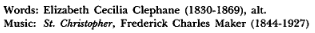 Words: Elizabeth Cecilia Clephane (1830-1869), alt.
Music: St. Christopher, Frederick Charles Maker (1844-1927)